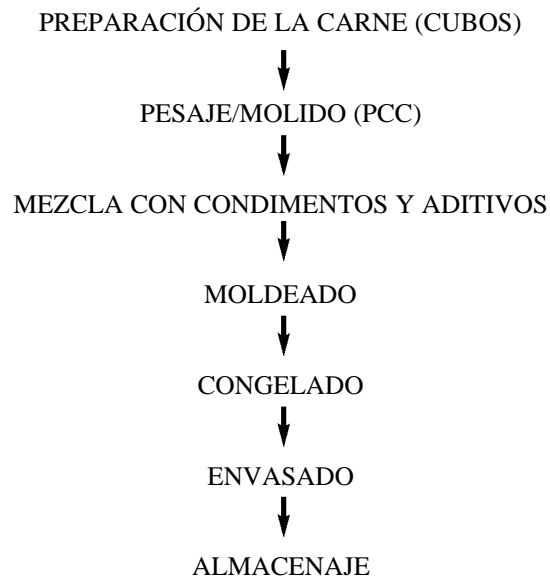 PREPARACIÓN DE LA CARNE (CUBOS)
PESAJE/MOLIDO (PCC)
MEZCLA CON CONDIMENTOS Y ADITIVOS
MOLDEADO
CONGELADO
ENVASADO
ALMACENAJE